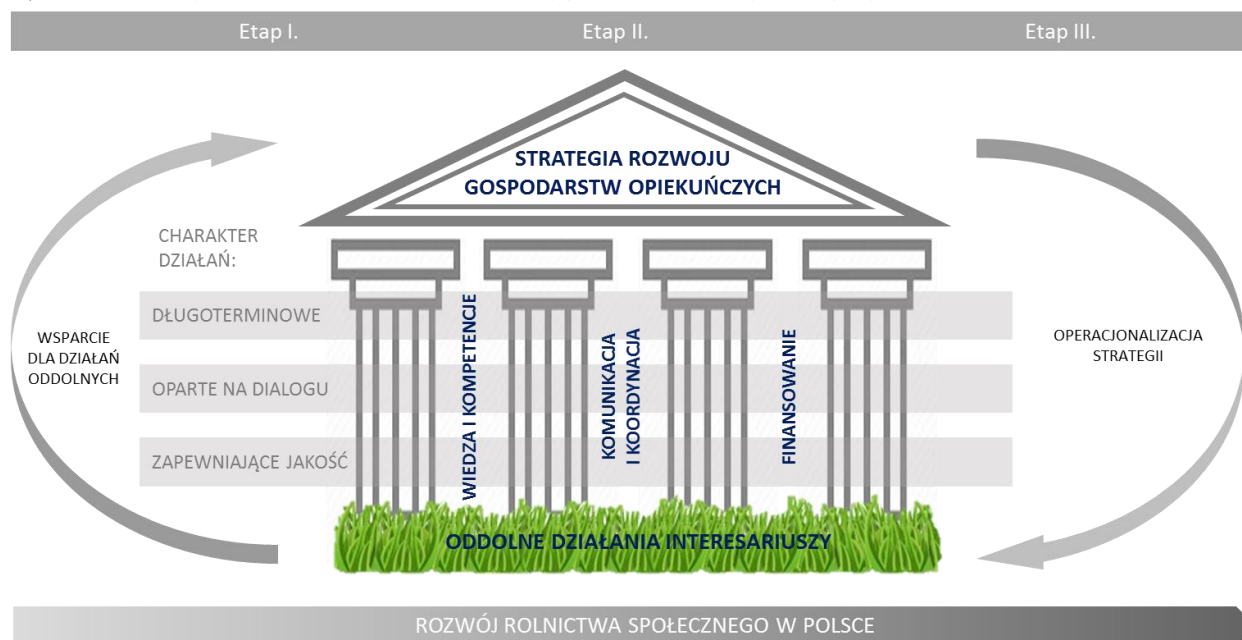 Etap I.
Etap II.
Etap III.
STRATEGIA ROZWOJU
GOSPODARSTW OPIEKUŃCZYCH
CHARAKTER
DZIAŁAŃ:
DŁUGOTERMINOWE
OPARTE NA DIALOGU
ZAPEWNIAJĄCE JAKOŚĆ
WSPARCIE
DLA DZIAŁAŃ
ODDOLNYCH
WIEDZA I KOMPETENCJE
KOMUNIKACJA
I KOORDYNACJA
FINANSOWANIE
OPERACJONALIZACJA
STRATEGII
ODDOLNE DZIAŁANIA INTERESARIUSZY
ROZWÓJ ROLNICTWA SPOŁECZNEGO W POLSCE